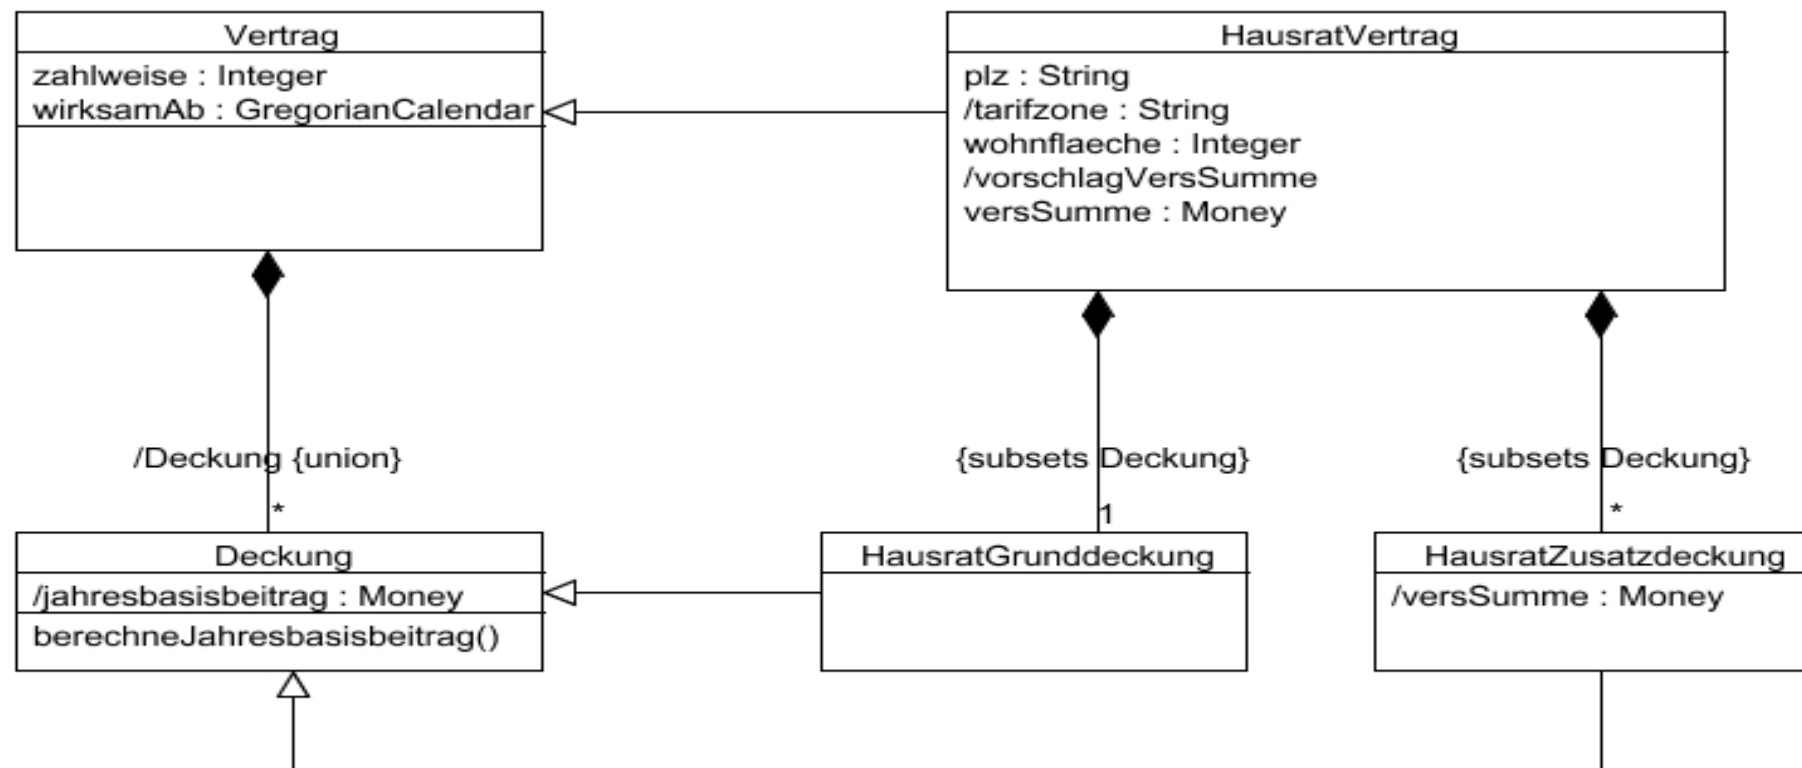 Vertrag
zahlweise : Integer
wirksamAb : GregorianCalendar
HausratVertrag
plz : String
/tarifzone : String
wohnflaeche : Integer
/vorschlagVersSumme
versSumme : Money
/Deckung {union}
*
{subsets Deckung}
1
{subsets Deckung}
*
Deckung
/jahresbasisbeitrag : Money
berechneJahresbasisbeitrag()
HausratGrunddeckung
HausratZusatzdeckung
/versSumme : Money